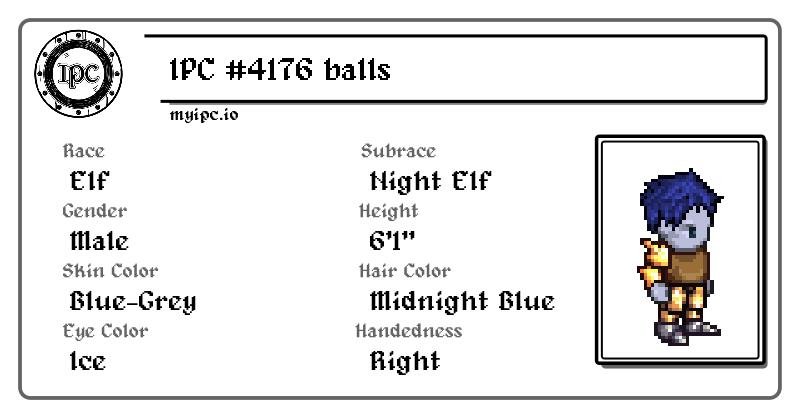 IPC
IPC #4176 balls
myipc.io
Race
Elf
Subrace
Night Elf
Gender
Male
Height
6'1"
Skin Color
Blue-Grey
Hair Color
Midnight Blue
Eye Color
Ice
Handedness
Right